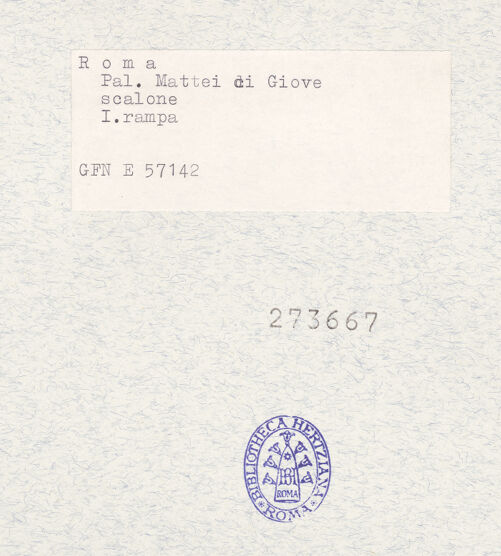 R o m a
Pal. Mattei di Giove
scalone
I.rampa
GFN E 57142
273667
*BIBLIOTHECA HERTZIANA*
ROMA
ROMA